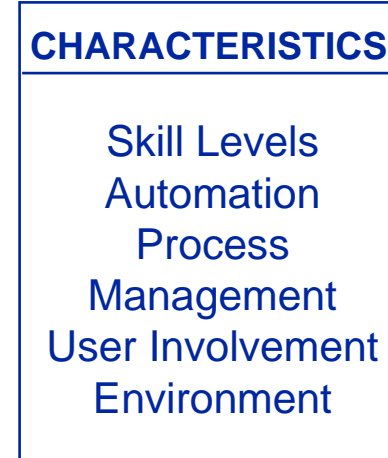 CHARACTERISTICS
Skill Levels
Automation
Process
Management
User Involvement
Environment